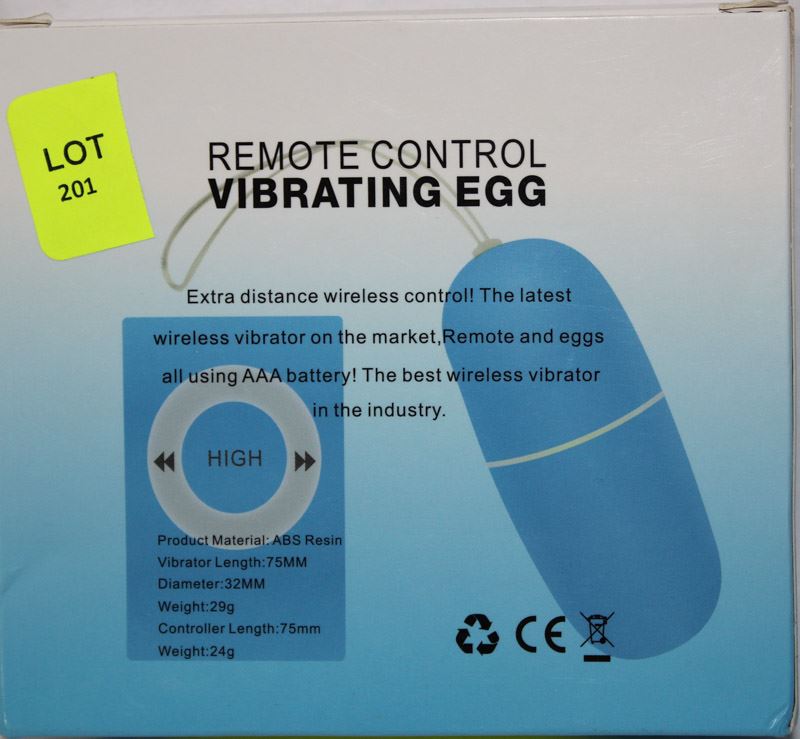 LOT
201
REMOTE CONTROL
VIBRATING EGG
Extra distance wireless control! The latest
wireless vibrator on the market,Remote and eggs
all using AAA battery! The best wireless vibrator
in the industry.
HIGH
Product Material: ABS Resin
Vibrator Length:75MM
Diameter:32MM
Weight:29g
Controller Length:75mm
Weight:24g
CE